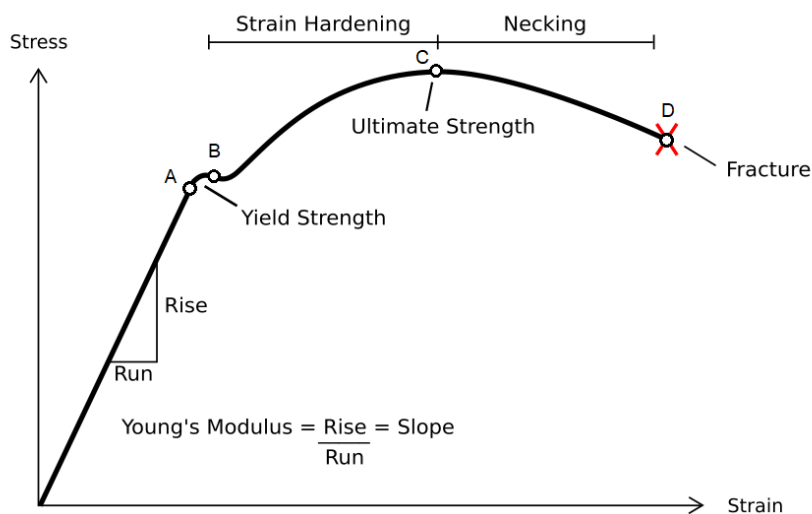 Strain Hardening
Necking
Stress
C
Ultimate Strength
D
Fracture
A
B
Yield Strength
Rise
Run
Young's Modulus = Rise = Slope
Run
Strain